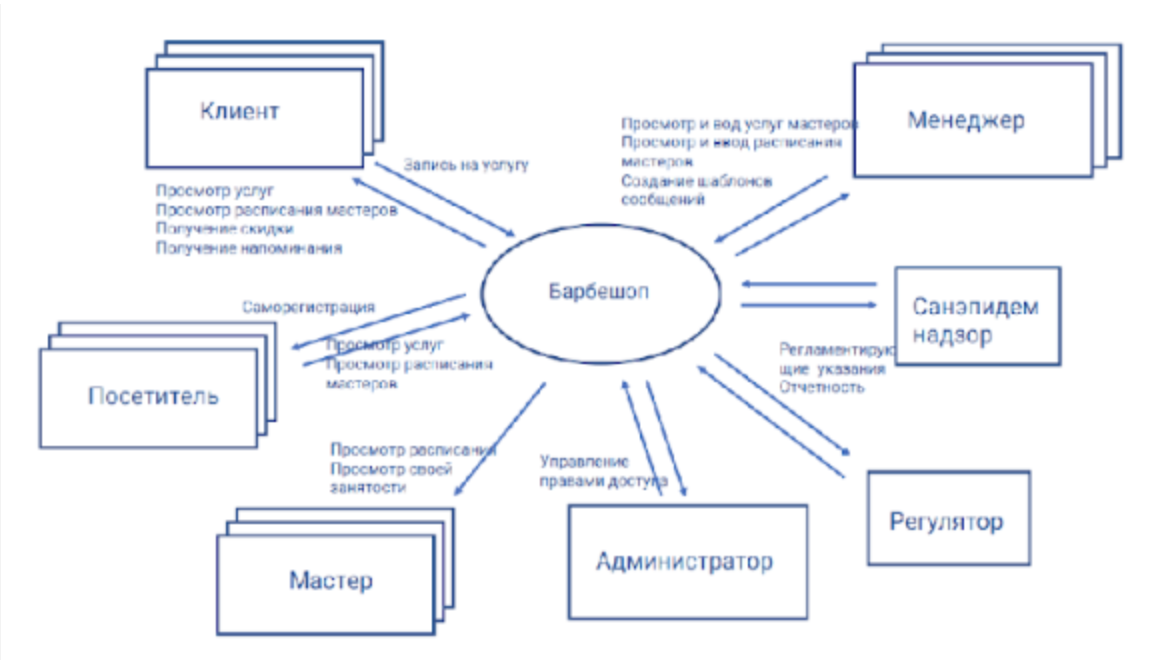 Клиент
Менеджер
Просмотр и вод услуг мастеров
Просмотр и ввод расписания
мастеров
Создание шаблонов
сообщений
Запись на услугу
Просмотр услуг
Просмотр расписания мастеров
Получение скидки
Получение напоминания
Барбешоп
Санэпидем
надзор
Саморегистрация
Просмотр услуг
Просмотр расписания
мастеров
Регламентирую
щие указания
Отчетность
Посетитель
Просмотр расписания
Просмотр своей
занятости
Управление
правами доступа
Регулятор
Администратор
Мастер